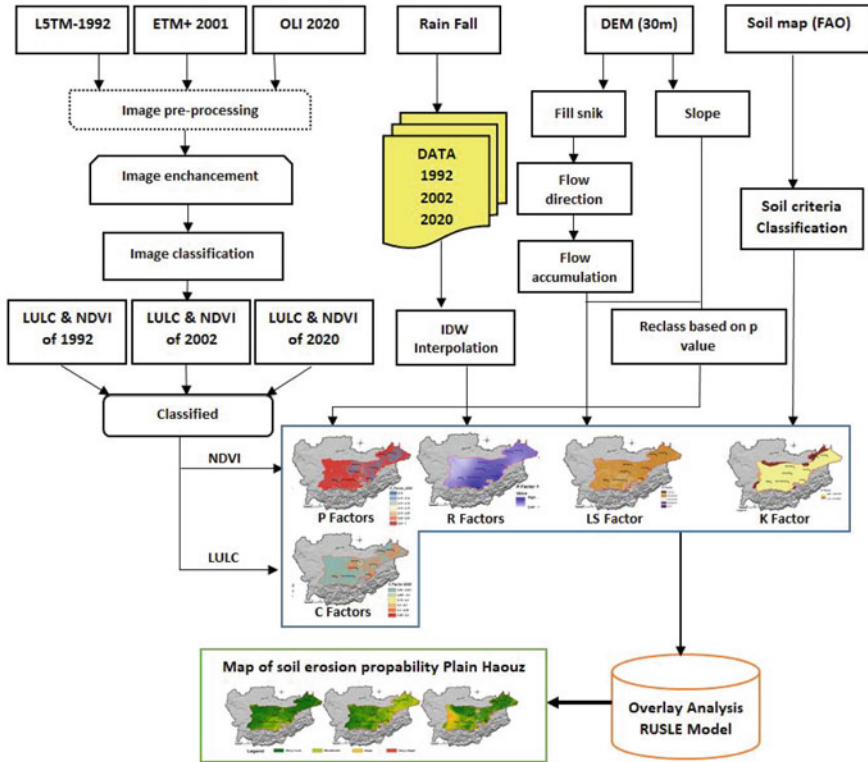 L5TM-1992
ETM+ 2001
OLI 2020
Rain Fall
DEM (30m)
Soil map (FAO)
Image pre-processing
Fill snik
Slope
DATA
1992
2002
2020
Image enchancement
Flow
direction
Soil criteria
Classification
Image classification
Flow
accumulation
LULC & NDVI
of 1992
LULC & NDVI
of 2002
LULC & NDVI
of 2020
IDW
Interpolation
Reclass based on p
value
Classified
NDVI
P Factors
R Factors
LS Factor
K Factor
LULC
C Factors
Map of soil erosion propability Plain Haouz
Legend
Overlay Analysis
RUSLE Model